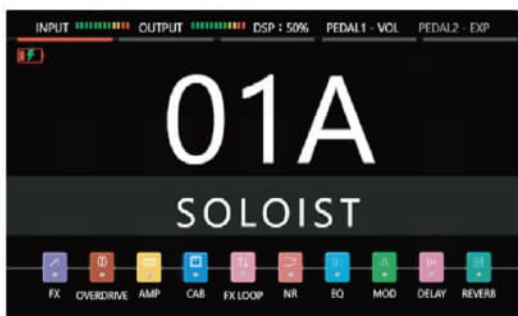 INPUT OUTPUT DSP : 50% PEDAL1 - VOL PEDAL2 - EXP
01A
SOLOIST
FX OVERDRIVE AMP CAB FX LOOP NR EQ MOD DELAY REVERB